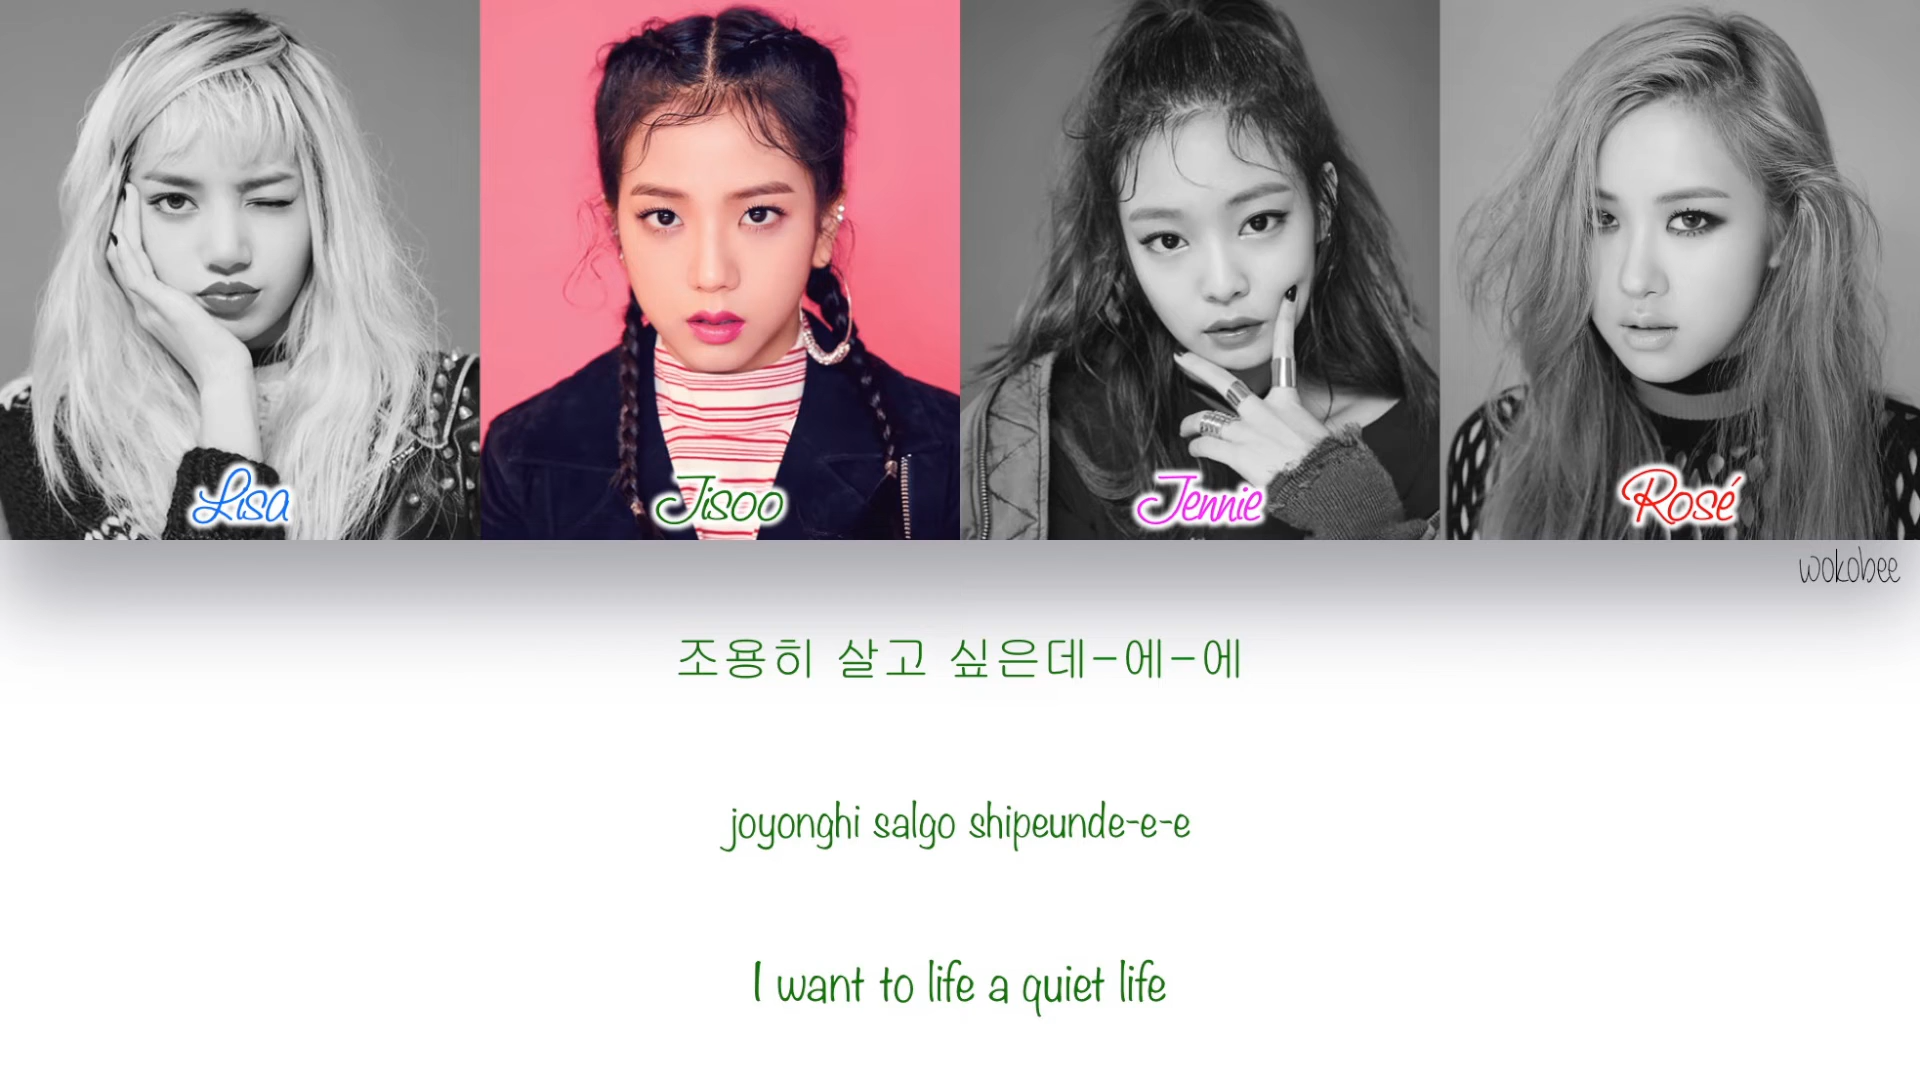 Lisa
Jisoo
Jennie
Rosé
wokobee
조용히 살고 싶은데-에-에
joyonghi salgo shipeunde-e-e
I want to life a quiet life